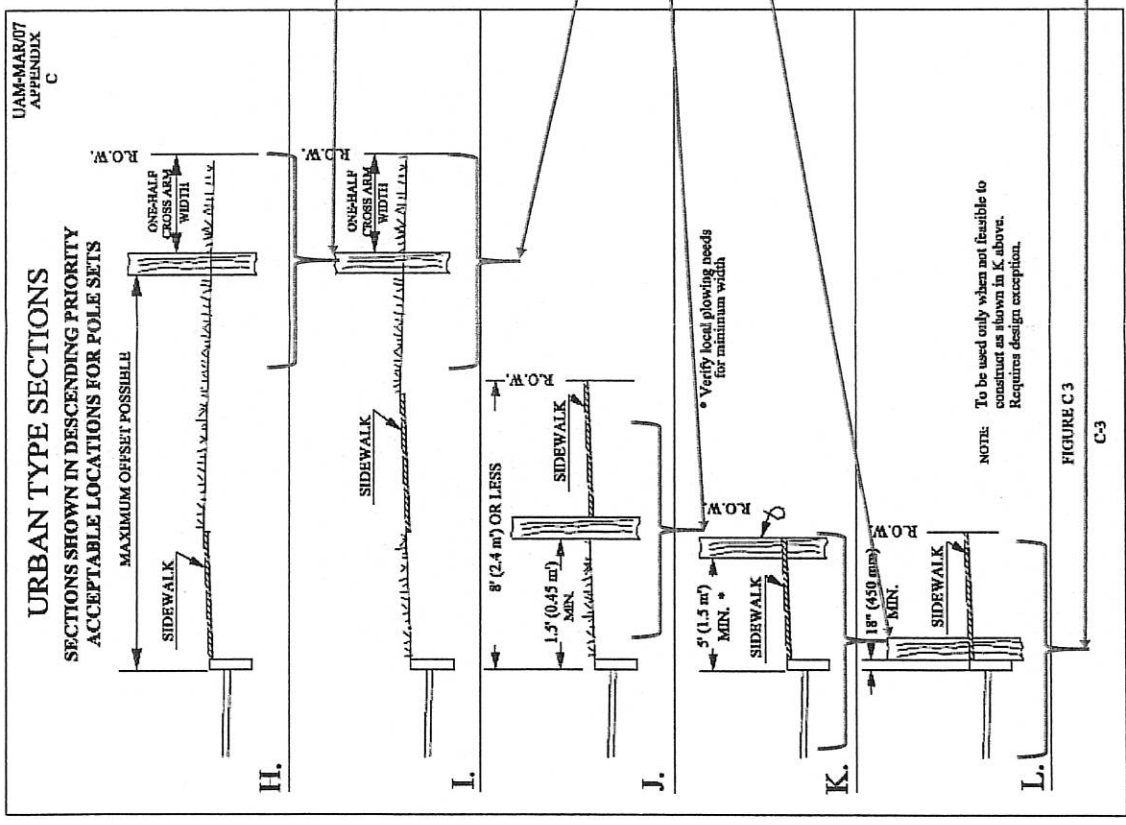 UAM-MAR/07
APPENDIX
C
URBAN TYPE SECTIONS
SECTIONS SHOWN IN DESCENDING PRIORITY
ACCEPTABLE LOCATIONS FOR POLE SETS
MAXIMUM OFFSET POSSIBLE
ONE-HALF
CROSS ARM
WIDTH
R.O.W.
SIDEWALK
H.
ONE-HALF
CROSS ARM
WIDTH
R.O.W.
SIDEWALK
I.
8' (2.4 m') OR LESS
R.O.W.
1.5' (0.45 m')
MIN.
SIDEWALK
J.
* Verify local plowing needs
for minimum width
R.O.W.
5' (1.5 m')
MIN. *
SIDEWALK
K.
R.O.W.
18" (450 mm)
MIN.
SIDEWALK
NOTE: To be used only when not feasible to
construct as shown in K above.
Requires design exception.
L.
FIGURE C 3
C-3